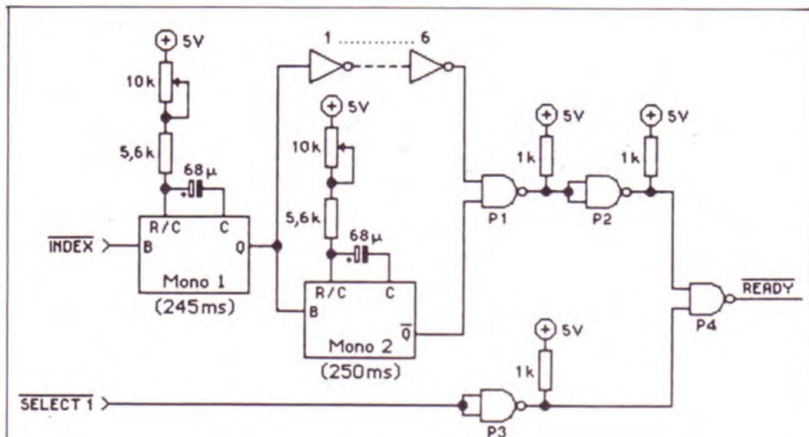 1 ........... 6
5V
10k
5,6k
68µ
+
5V
10k
5,6k
68µ
+
5V
1k
5V
1k
R/C C
INDEX
B Q
Mono 1
(245ms)
R/C C
B Q
Mono 2
(250ms)
P1
P2
READY
P4
5V
1k
SELECT 1
P3